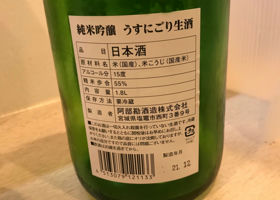 純米吟醸 うすにごり生酒
品目 日本酒
原材料名 米(国産)、米こうじ(国産米)
アルコール分 15度
精米歩合 55%
内容量 1.8L
保存方法 要冷蔵
阿部勘酒造株式会社
宮城県塩竈市西町3番9号
製造年月
21.12
4513079121133